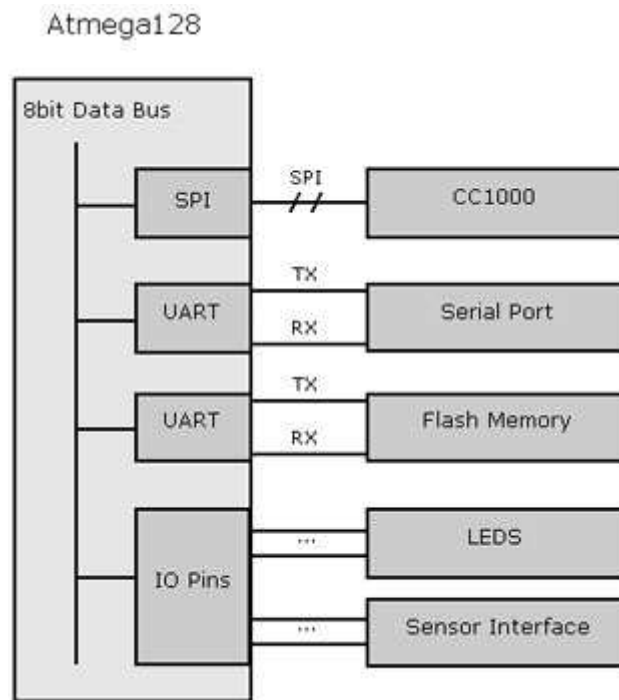 Atmega128
8bit Data Bus
SPI
SPI
CC1000
UART
TX
RX
Serial Port
UART
TX
RX
Flash Memory
IO Pins
...
LEDS
...
Sensor Interface